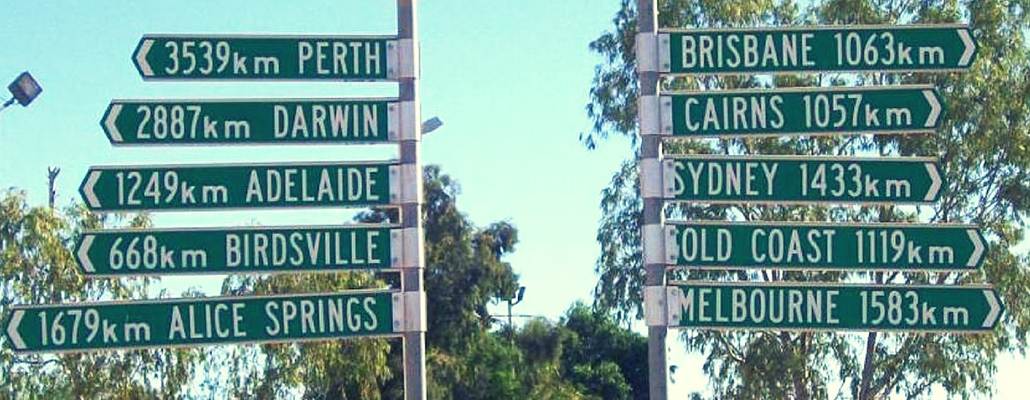 3539km PERTH
2887km DARWIN
1249km ADELAIDE
668km BIRDSVILLE
1679km ALICE SPRINGS
BRISBANE 1063km
CAIRNS 1057km
SYDNEY 1433km
OLD COAST 1119km
MELBOURNE 1583km